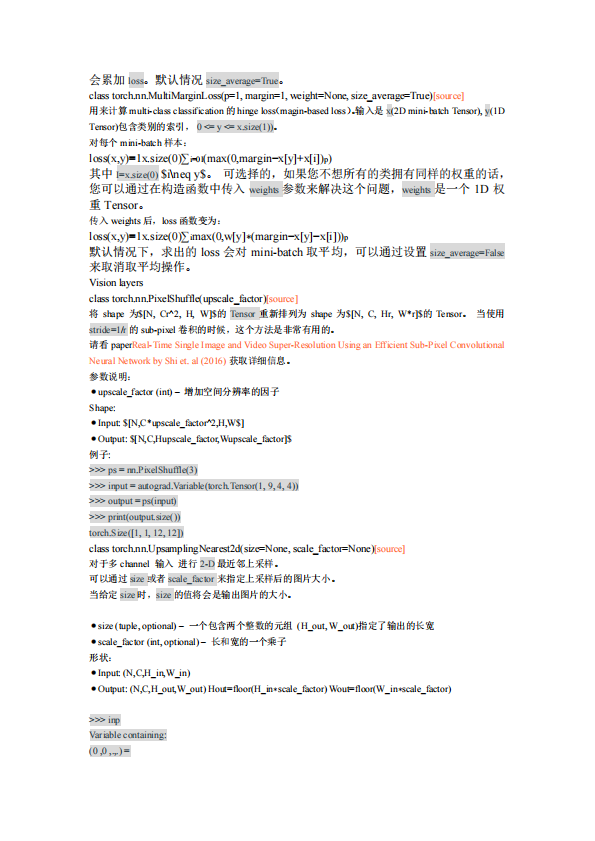 会累加 loss。默认情况 size_average=True。
class torch.nn.MultiMarginLoss(p=1, margin=1, weight=None, size_average=True)[source]
用来计算 multi-class classification 的 hinge loss（magin-based loss）。输入是 x(2D mini-batch Tensor), y(1D
Tensor)包含类别的索引， 0 <= y <= x.size(1))。
对每个 mini-batch 样本：
loss(x,y)=1x.size(0)∑i=0I(max(0,margin−x[y]+x[i])p)
其中 I=x.size(0) $i\neq y$。 可选择的，如果您不想所有的类拥有同样的权重的话，
您可以通过在构造函数中传入 weights 参数来解决这个问题，weights 是一个 1D 权
重 Tensor。
传入 weights 后，loss 函数变为：
loss(x,y)=1x.size(0)∑imax(0,w[y]∗(margin−x[y]−x[i]))p
默认情况下，求出的 loss 会对 mini-batch 取平均，可以通过设置 size_average=False
来取消取平均操作。
Vision layers
class torch.nn.PixelShuffle(upscale_factor)[source]
将 shape 为$[N, Cr^2, H, W]$的 Tensor 重新排列为 shape 为$[N, C, Hr, W*r]$的 Tensor。 当使用
stride=1/r 的 sub-pixel 卷积的时候，这个方法是非常有用的。
请看 paperReal-Time Single Image and Video Super-Resolution Using an Efficient Sub-Pixel Convolutional
Neural Network by Shi et. al (2016) 获取详细信息。
参数说明：
● upscale_factor (int) – 增加空间分辨率的因子
Shape:
● Input: $[N,C*upscale_factor^2,H,W$]
● Output: $[N,C,Hupscale_factor,Wupscale_factor]$
例子:
>>> ps = nn.PixelShuffle(3)
>>> input = autograd.Variable(torch.Tensor(1, 9, 4, 4))
>>> output = ps(input)
>>> print(output.size())
torch.Size([1, 1, 12, 12])
class torch.nn.UpsamplingNearest2d(size=None, scale_factor=None)[source]
对于多 channel 输入 进行 2-D 最近邻上采样。
可以通过 size 或者 scale_factor 来指定上采样后的图片大小。
当给定 size 时，size 的值将会是输出图片的大小。
● size (tuple, optional) – 一个包含两个整数的元组 (H_out, W_out)指定了输出的长宽
● scale_factor (int, optional) – 长和宽的一个乘子
形状：
● Input: (N,C,H_in,W_in)
● Output: (N,C,H_out,W_out) Hout=floor(H_in∗scale_factor) Wout=floor(W_in∗scale_factor)
>>> inp
Variable containing:
(0 ,0 ,.,.) =